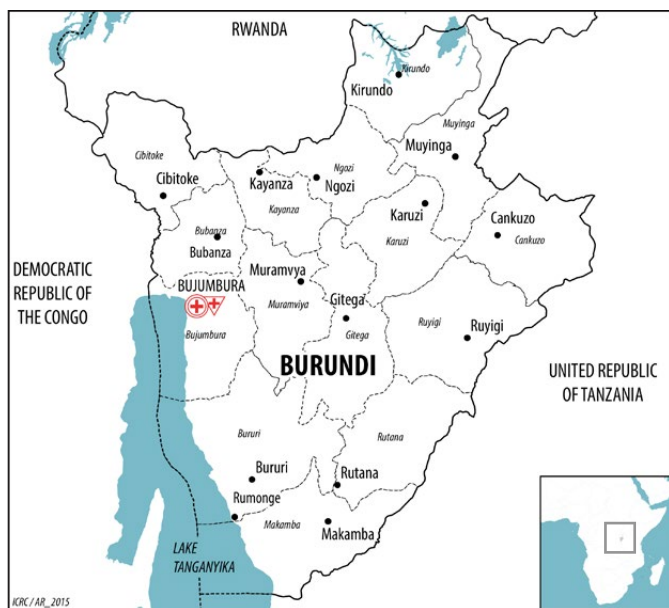 RWANDA
Kirundo
Kirundo
Muyinga
Muyinga
Cibitoke
Cibitoke
Kayanza
Kayanza
Ngozi
Ngozi
Karuzi
Karuzi
Cankuzo
Cankuzo
Bubanza
Bubanza
DEMOCRATIC
REPUBLIC OF
THE CONGO
BUJUMBURA
Bujumbura
Muramvya
Muramviya
Gitega
Gitega
Ruyigi
Ruyigi
BURUNDI
UNITED REPUBLIC
OF TANZANIA
Bururi
Bururi
Rutana
Rutana
Rumonge
Makamba
Makamba
LAKE
TANGANYIKA
ICRC / AR_2015